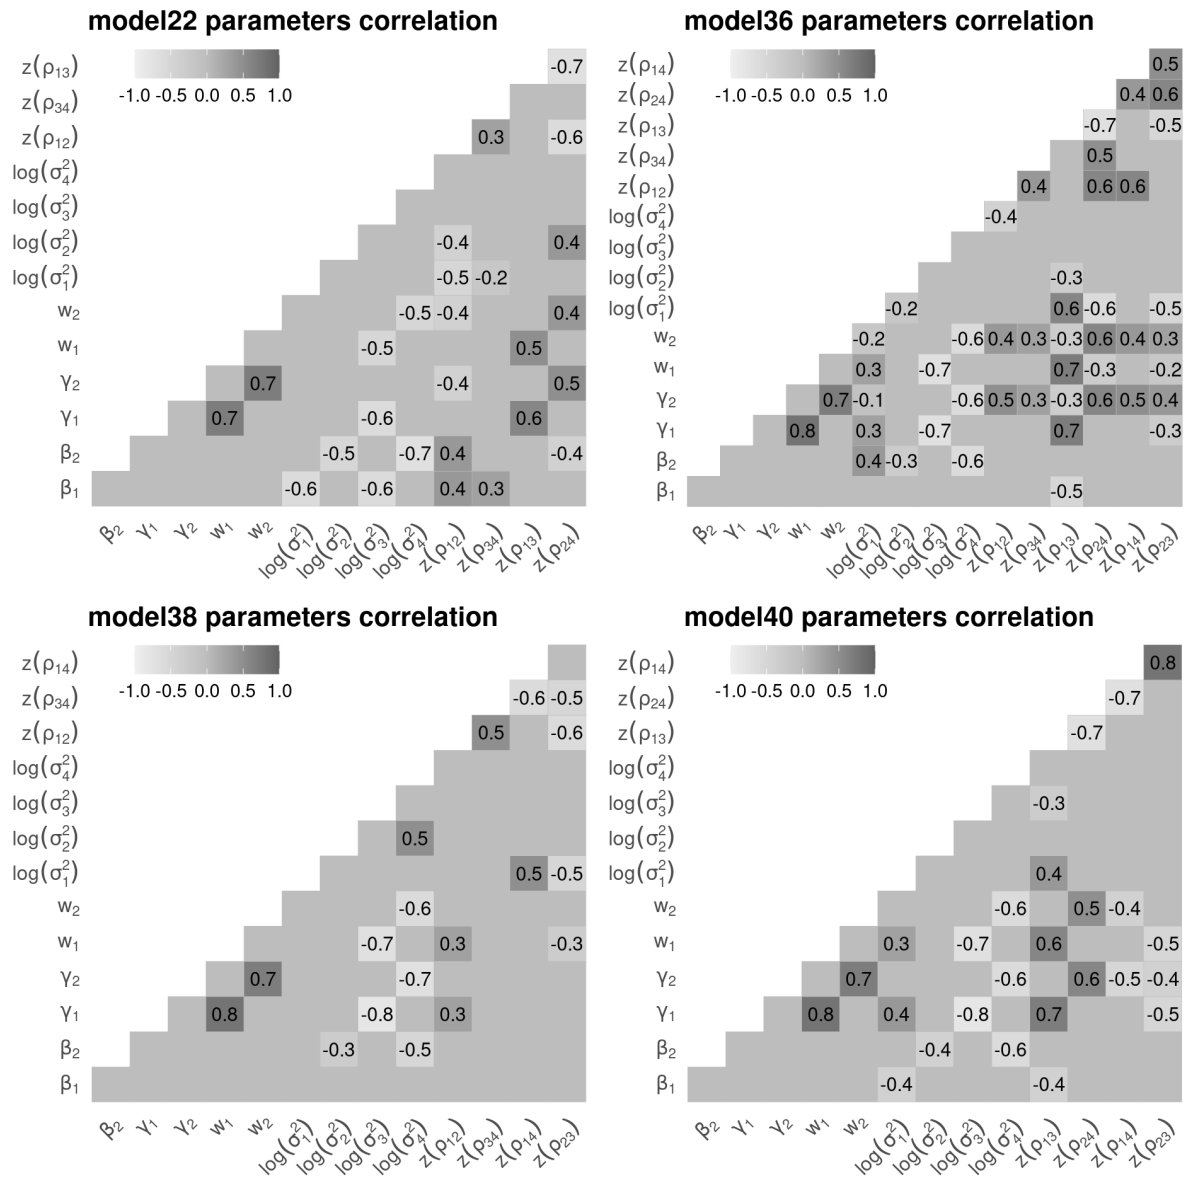 model22 parameters correlation
-1.0 -0.5 0.0 0.5 1.0
z(ρ₁₃) -0.7
z(ρ₃₄)
z(ρ₁₂) 0.3 -0.6
log(σ₄²)
log(σ₃²)
log(σ₂²) -0.4 0.4
log(σ₁²) -0.5 -0.2
w₂ -0.5 -0.4 0.4
w₁ -0.5 0.5
γ₂ 0.7 -0.4 0.5
γ₁ 0.7 -0.6 0.6
β₂ -0.5 -0.7 0.4 -0.4
β₁ -0.6 -0.6 0.4 0.3
β₂ γ₁ γ₂ w₁ w₂ log(σ₁²) log(σ₂²) log(σ₃²) log(σ₄²) z(ρ₁₂) z(ρ₃₄) z(ρ₁₃) z(ρ₂₄)
model36 parameters correlation
-1.0 -0.5 0.0 0.5 1.0
z(ρ₁₄) 0.5
z(ρ₂₄) 0.4 0.6
z(ρ₁₃) -0.7 -0.5
z(ρ₃₄) 0.5
z(ρ₁₂) 0.4 0.6 0.6
log(σ₄²) -0.4
log(σ₃²)
log(σ₂²) -0.3
log(σ₁²) -0.2 0.6 -0.6 -0.5
w₂ -0.2 -0.6 0.4 0.3 -0.3 0.6 0.4 0.3
w₁ 0.3 -0.7 0.7 -0.3 -0.2
γ₂ 0.7 -0.1 -0.6 0.5 0.3 -0.3 0.6 0.5 0.4
γ₁ 0.8 0.3 -0.7 0.7 -0.3
β₂ 0.4 -0.3 -0.6
β₁ -0.5
β₂ γ₁ γ₂ w₁ w₂ log(σ₁²) log(σ₂²) log(σ₃²) log(σ₄²) z(ρ₁₂) z(ρ₃₄) z(ρ₁₃) z(ρ₂₄) z(ρ₁₄) z(ρ₂₃)
model38 parameters correlation
-1.0 -0.5 0.0 0.5 1.0
z(ρ₁₄)
z(ρ₃₄) -0.6 -0.5
z(ρ₁₂) 0.5 -0.6
log(σ₄²)
log(σ₃²)
log(σ₂²) 0.5
log(σ₁²) 0.5 -0.5
w₂ -0.6
w₁ -0.7 0.3 -0.3
γ₂ 0.7 -0.7
γ₁ 0.8 -0.8 0.3
β₂ -0.3 -0.5
β₁
β₂ γ₁ γ₂ w₁ w₂ log(σ₁²) log(σ₂²) log(σ₃²) log(σ₄²) z(ρ₁₂) z(ρ₃₄) z(ρ₁₄) z(ρ₂₃)
model40 parameters correlation
-1.0 -0.5 0.0 0.5 1.0
z(ρ₁₄) 0.8
z(ρ₂₄) -0.7
z(ρ₁₃) -0.7
log(σ₄²)
log(σ₃²) -0.3
log(σ₂²)
log(σ₁²) 0.4
w₂ -0.6 0.5 -0.4
w₁ 0.3 -0.7 0.6 -0.5
γ₂ 0.7 -0.6 0.6 -0.5 -0.4
γ₁ 0.8 0.4 -0.8 0.7 -0.5
β₂ -0.4 -0.6
β₁ -0.4 -0.4
β₂ γ₁ γ₂ w₁ w₂ log(σ₁²) log(σ₂²) log(σ₃²) log(σ₄²) z(ρ₁₃) z(ρ₂₄) z(ρ₁₄) z(ρ₂₃)